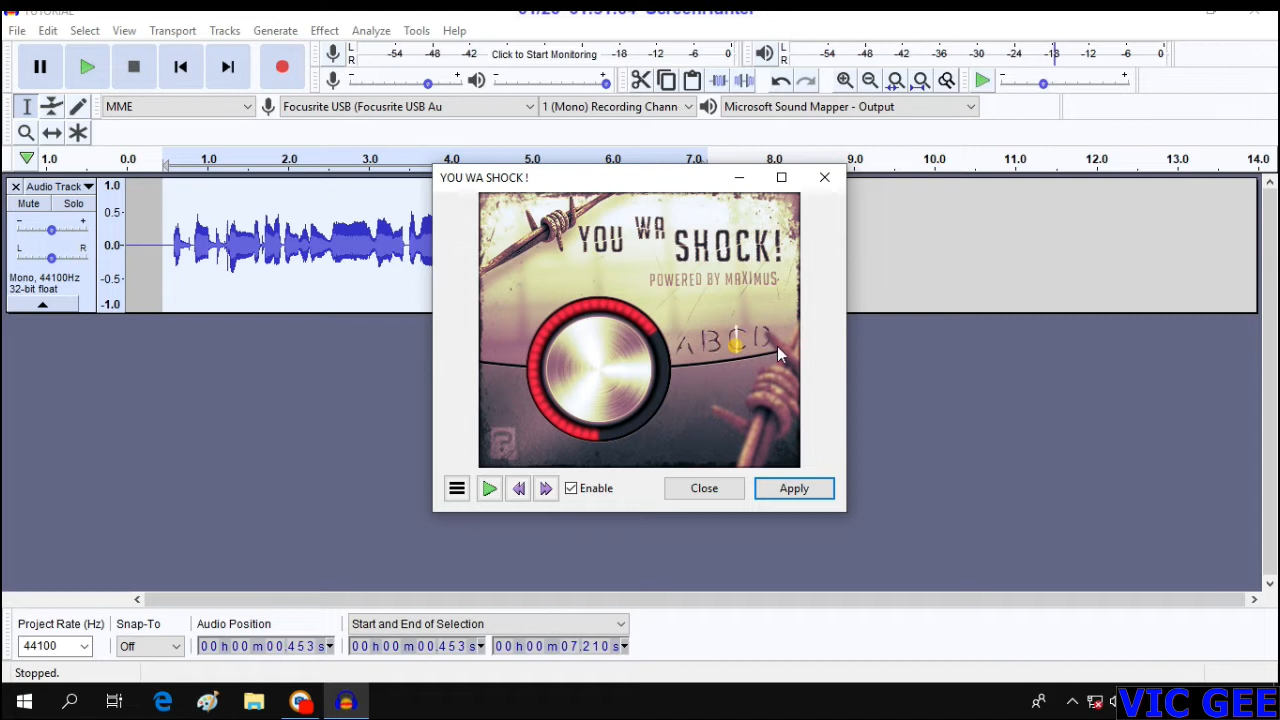 File Edit Select View Transport Tracks Generate Effect Analyze Tools Help
L R -54 -48 -42 Click to Start Monitoring -18 -12 -6 0 L R -54 -48 -42 -36 -30 -24 -18 -12 -6 0
MME Focusrite USB (Focusrite USB Au 1 (Mono) Recording Chann Microsoft Sound Mapper - Output
1.0 0.0 1.0 2.0 3.0 4.0 5.0 6.0 7.0 8.0 9.0 10.0 11.0 12.0 13.0 14.0
Audio Track 1.0
Mute Solo
0.5
- +
L R 0.0
Mono, 44100Hz -0.5
32-bit float
-1.0
YOU WA SHOCK !
YOU WA SHOCK!
POWERED BY MAXIMUS
A B C D
Enable Close Apply
Project Rate (Hz) Snap-To Audio Position Start and End of Selection
44100 Off 00h00m00.453s 00h00m00.453s 00h00m07.210s
Stopped.
VIC GEE